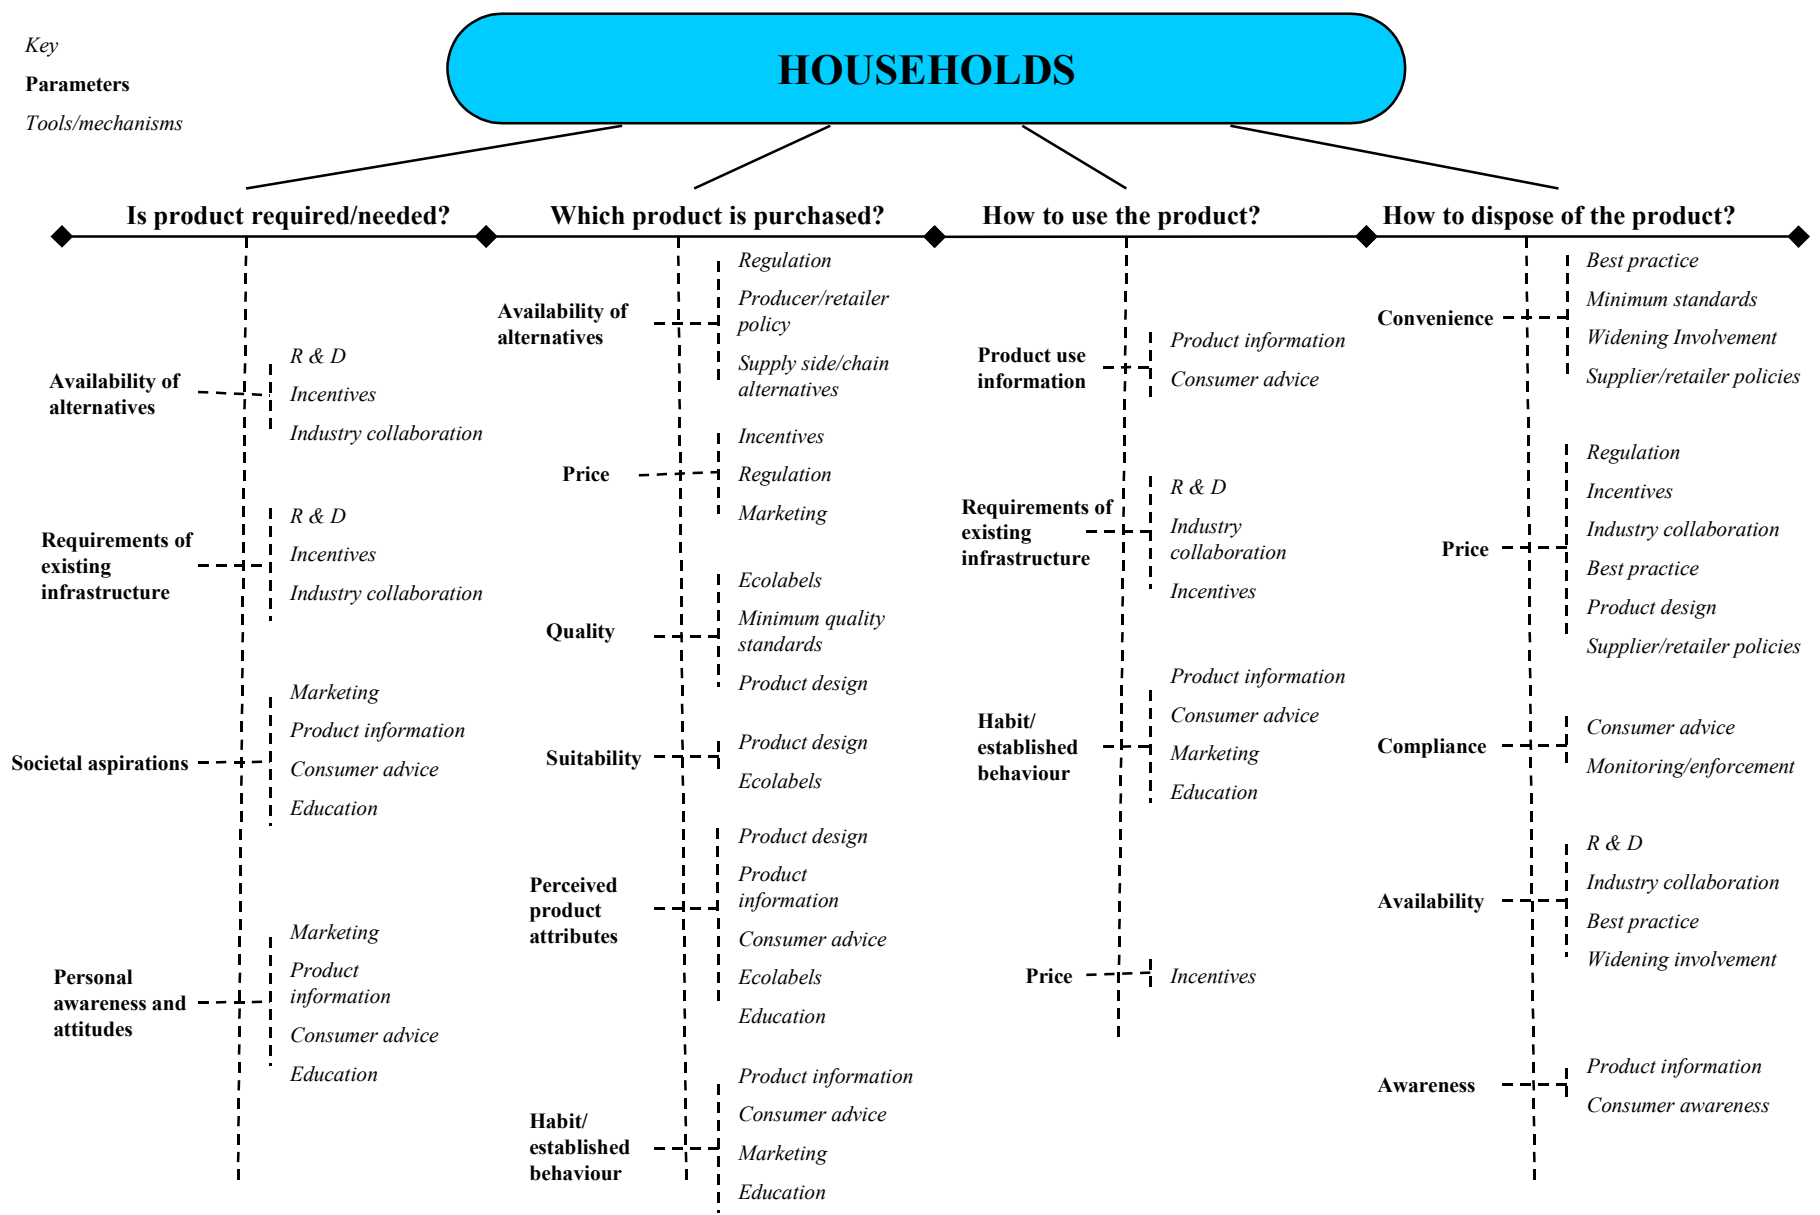 Key
Parameters
Tools/mechanisms
HOUSEHOLDS
Is product required/needed?
Availability of
alternatives
R & D
Incentives
Industry collaboration
Requirements of
existing
infrastructure
R & D
Incentives
Industry collaboration
Societal aspirations
Marketing
Product information
Consumer advice
Education
Personal
awareness and
attitudes
Marketing
Product
information
Consumer advice
Education
Which product is purchased?
Availability of
alternatives
Regulation
Producer/retailer
policy
Supply side/chain
alternatives
Price
Incentives
Regulation
Marketing
Quality
Ecolabels
Minimum quality
standards
Product design
Suitability
Product design
Ecolabels
Perceived
product
attributes
Product design
Product
information
Consumer advice
Ecolabels
Education
Habit/
established
behaviour
Product information
Consumer advice
Marketing
Education
How to use the product?
Product use
information
Product information
Consumer advice
Requirements of
existing
infrastructure
R & D
Industry
collaboration
Incentives
Habit/
established
behaviour
Product information
Consumer advice
Marketing
Education
Price
Incentives
How to dispose of the product?
Convenience
Best practice
Minimum standards
Widening Involvement
Supplier/retailer policies
Price
Regulation
Incentives
Industry collaboration
Best practice
Product design
Supplier/retailer policies
Compliance
Consumer advice
Monitoring/enforcement
Availability
R & D
Industry collaboration
Best practice
Widening involvement
Awareness
Product information
Consumer awareness